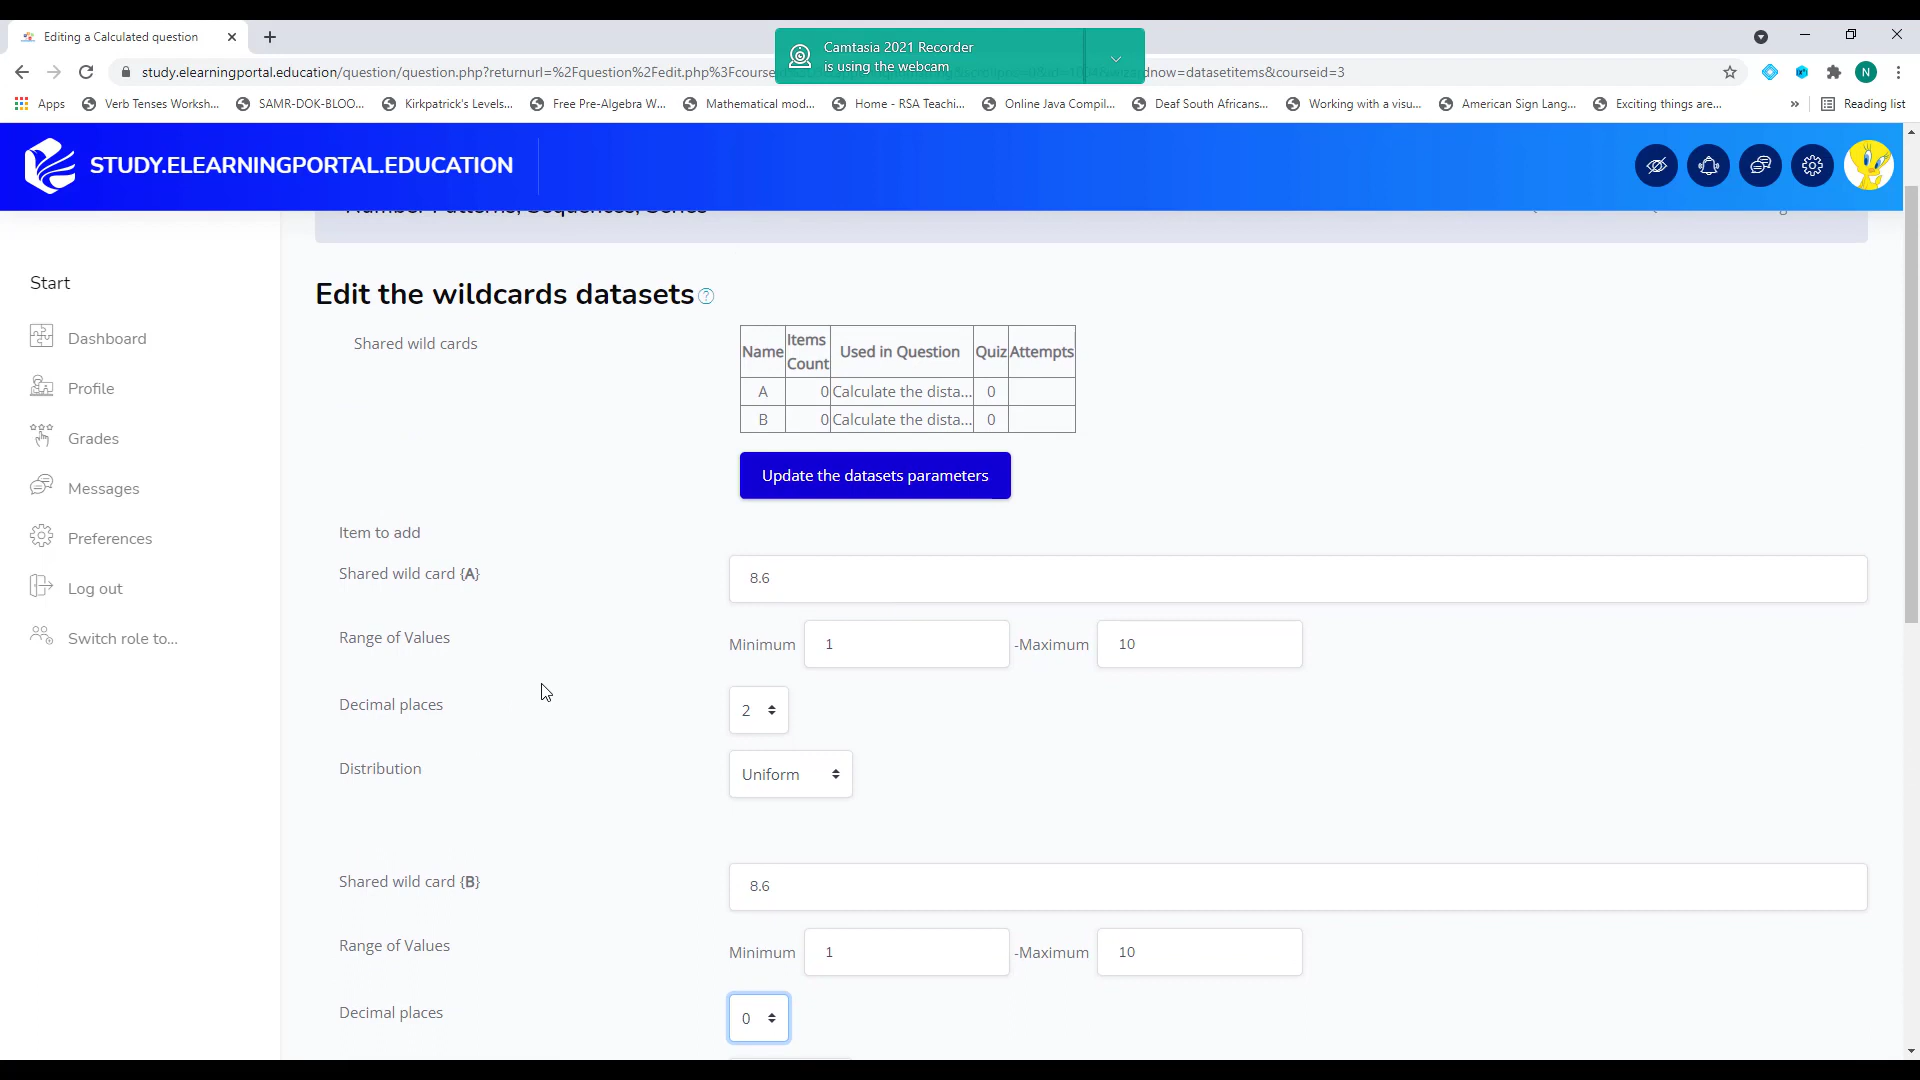 Editing a Calculated question
Camtasia 2021 Recorder
is using the webcam
study.elearningportal.education/question/question.php?returnurl=%2Fquestion%2Fedit.php%3Fcourse
now=datasetitems&courseid=3
N
Apps
Verb Tenses Worksh...
SAMR-DOK-BLOO...
Kirkpatrick's Levels...
Free Pre-Algebra W...
Mathematical mod...
Home - RSA Teachi...
Online Java Compil...
Deaf South Africans...
Working with a visu...
American Sign Lang...
Exciting things are...
»
Reading list
STUDY.ELEARNINGPORTAL.EDUCATION
Number Patterns, Sequences, Series
Start
Dashboard
Profile
Grades
Messages
Preferences
Log out
Switch role to...
Edit the wildcards datasets
Shared wild cards
Name Items Count Used in Question Quiz Attempts
A 0 Calculate the dista... 0
B 0 Calculate the dista... 0
Update the datasets parameters
Item to add
Shared wild card {A} 8.6
Range of Values Minimum 1 -Maximum 10
Decimal places 2
Distribution Uniform
Shared wild card {B} 8.6
Range of Values Minimum 1 -Maximum 10
Decimal places 0